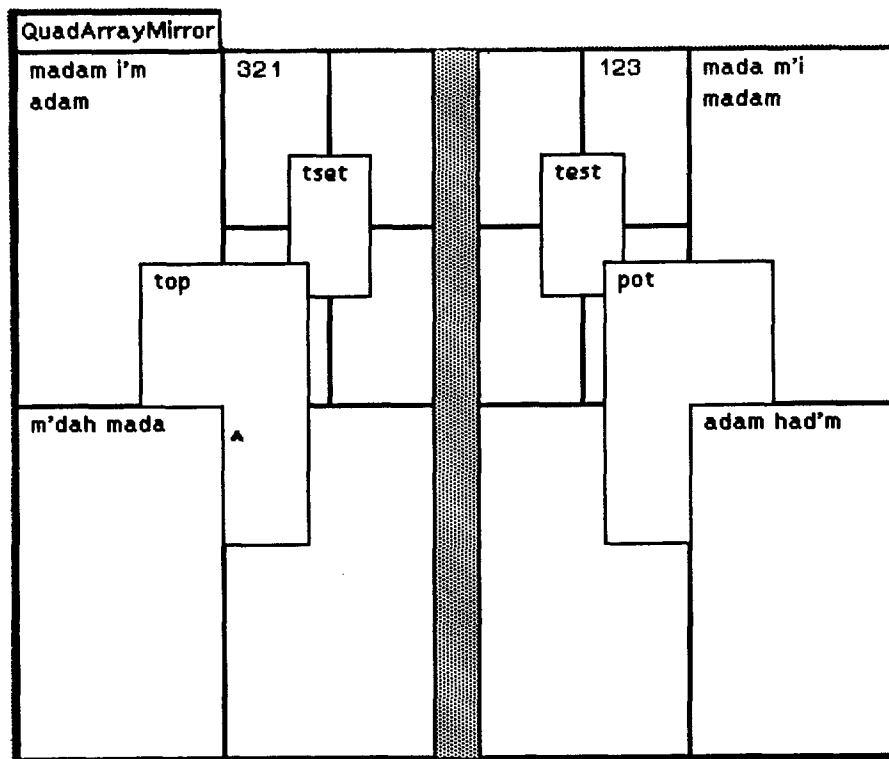 QuadArrayMirror
madam i'm
adam
321
123
mada m'i
madam
tset
test
top
pot
m'dah mada
adam had'm